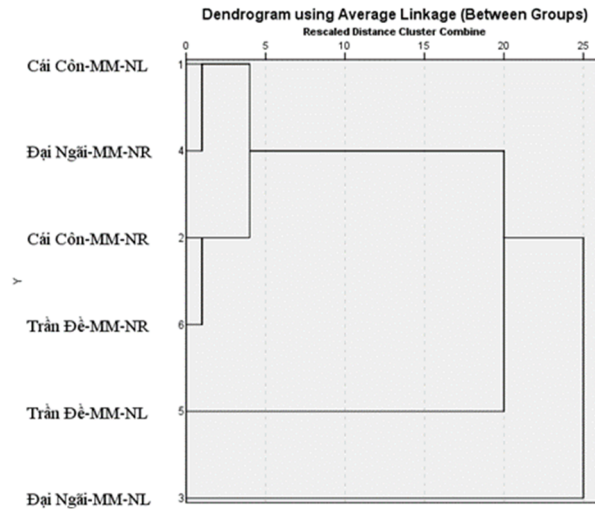 Dendrogram using Average Linkage (Between Groups)
Rescaled Distance Cluster Combine
0 5 10 15 20 25
Cái Côn-MM-NL 1
Đại Ngãi-MM-NR 4
Cái Côn-MM-NR 2
Y
Trần Đề-MM-NR 6
Trần Đề-MM-NL 5
Đại Ngãi-MM-NL 3